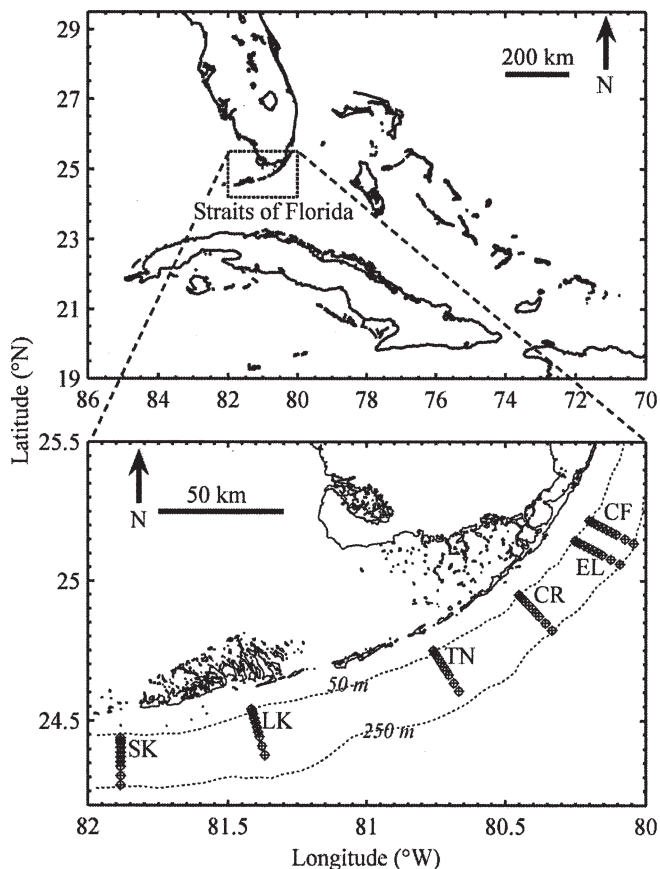 29
27
25
23
21
19
200 km
N
Straits of Florida
86 84 82 80 78 76 74 72 70
Latitude (°N)
25.5
25
24.5
N
50 km
CF
EL
CR
TN
50 m
LK
250 m
SK
82 81.5 81 80.5 80
Longitude (°W)